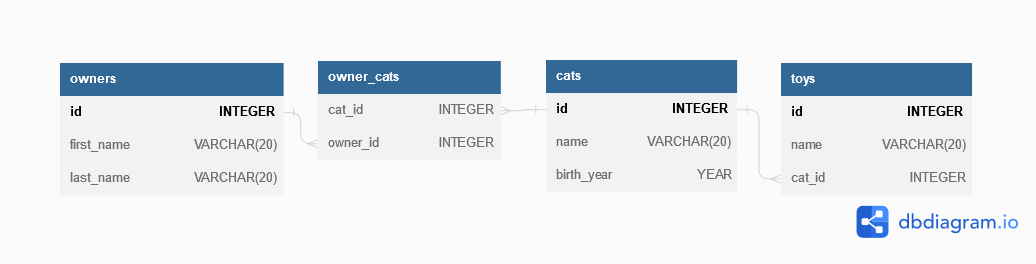 owners
id INTEGER
first_name VARCHAR(20)
last_name VARCHAR(20)
owner_cats
cat_id INTEGER
owner_id INTEGER
cats
id INTEGER
name VARCHAR(20)
birth_year YEAR
toys
id INTEGER
name VARCHAR(20)
cat_id INTEGER
dbdiagram.io